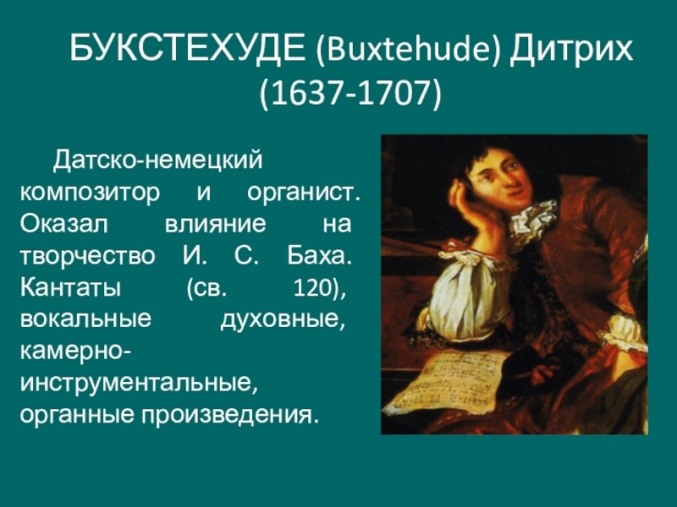 БУКСТЕХУДЕ (Buxtehude) Дитрих
(1637-1707)
Датско-немецкий
композитор и органист.
Оказал влияние на
творчество И. С. Баха.
Кантаты (св. 120),
вокальные духовные,
камерно-
инструментальные,
органные произведения.